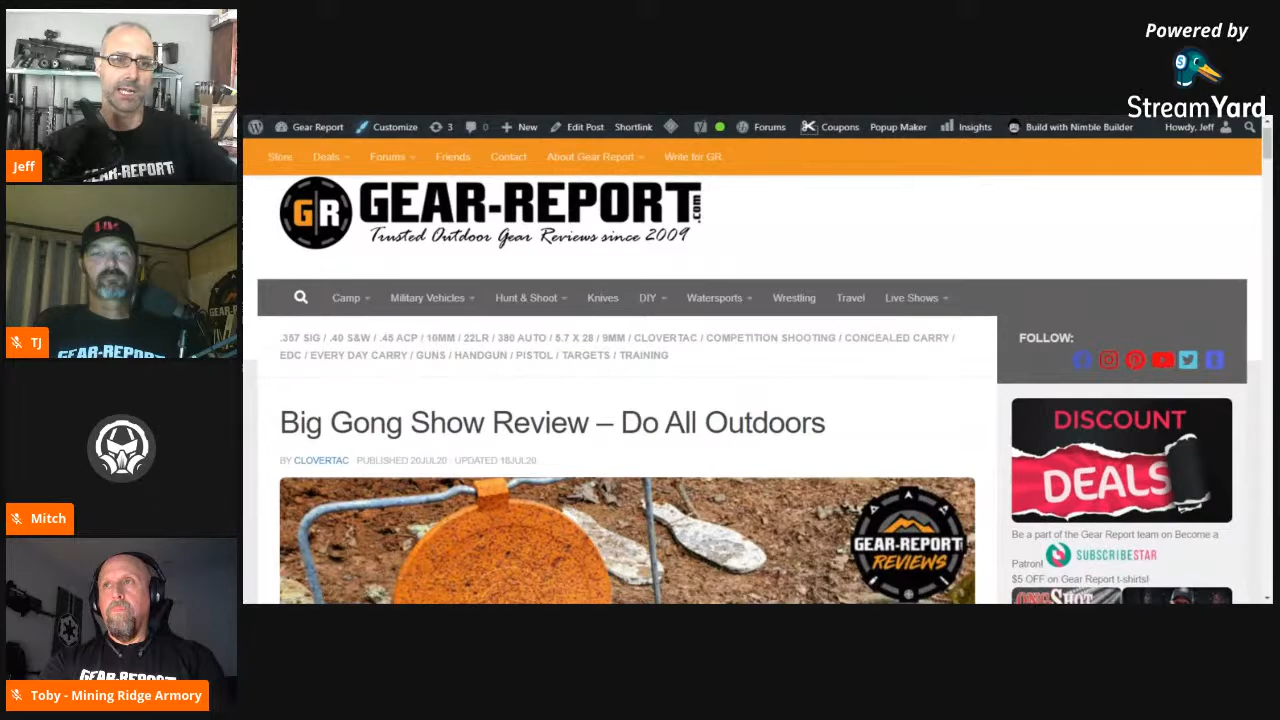 Powered by
StreamYard
Jeff
GEAR-REPORT
TJ
GEAR-REPORT
Mitch
GEAR-REPORT
Toby - Mining Ridge Armory
Gear Report Customize 3 0 New Edit Post Shortlink Forums Coupons Popup Maker Insights Build with Nimble Builder Howdy, Jeff
Store Deals Forums Friends Contact About Gear Report Write for GR.
GR GEAR-REPORT.com
Trusted Outdoor Gear Reviews since 2009
Camp Military Vehicles Hunt & Shoot Knives DIY Watersports Wrestling Travel Live Shows
.357 SIG / .40 S&W / .45 ACP / 10MM / 22LR / 380 AUTO / 5.7 X 28 / 9MM / CLOVERTAC / COMPETITION SHOOTING / CONCEALED CARRY /
EDC / EVERY DAY CARRY / GUNS / HANDGUN / PISTOL / TARGETS / TRAINING
Big Gong Show Review – Do All Outdoors
BY CLOVERTAC PUBLISHED 20JUL20 · UPDATED 18JUL20
GEAR-REPORT
REVIEWS
FOLLOW:
DISCOUNT
DEALS
Be a part of the Gear Report team on Become a
Patron! SUBSCRIBESTAR
$5 OFF on Gear Report t-shirts!